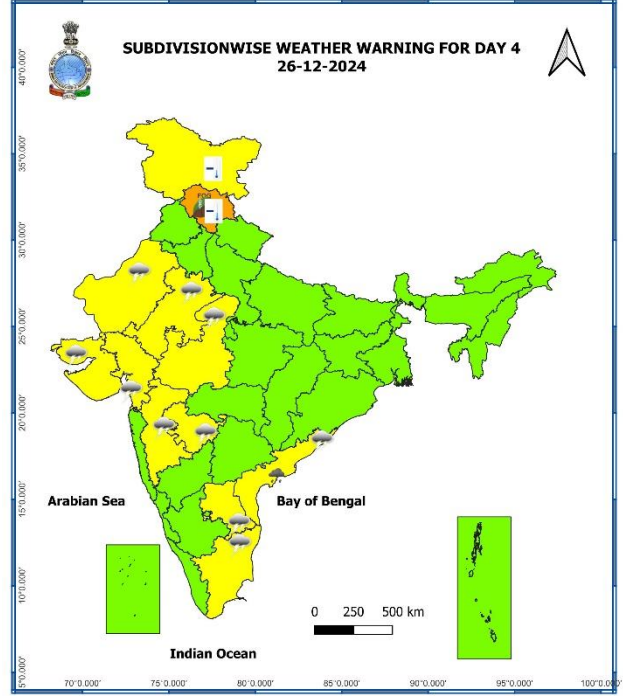 SUBDIVISIONWISE WEATHER WARNING FOR DAY 4
26-12-2024
40°0.000'
35°0.000'
FOG
30°0.000'
25°0.000'
20°0.000'
15°0.000'
Arabian Sea
Bay of Bengal
10°0.000'
0 250 500 km
Indian Ocean
5°0.000'
70°0.000' 75°0.000' 80°0.000' 85°0.000' 90°0.000' 95°0.000' 100°0.000'